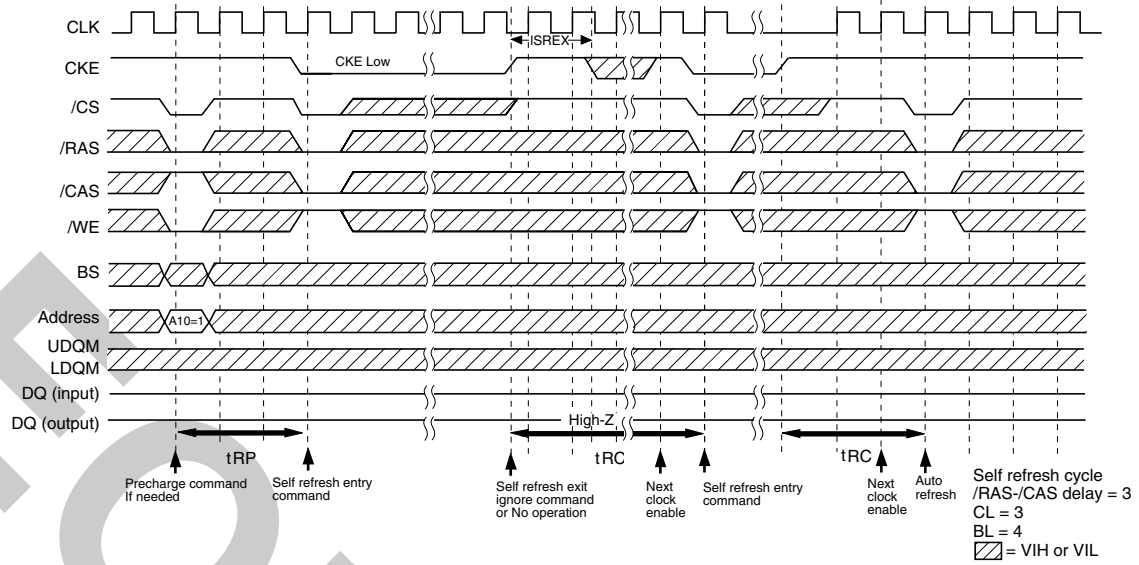 CLK
lSREX
CKE
CKE Low
/CS
/RAS
/CAS
/WE
BS
Address
A10=1
UDQM
LDQM
DQ (input)
DQ (output)
High-Z
tRP
tRC
tRC
Precharge command
If needed
Self refresh entry
command
Self refresh exit
ignore command
or No operation
Next
clock
enable
Self refresh entry
command
Next
clock
enable
Auto
refresh
Self refresh cycle
/RAS-/CAS delay = 3
CL = 3
BL = 4
= VIH or VIL